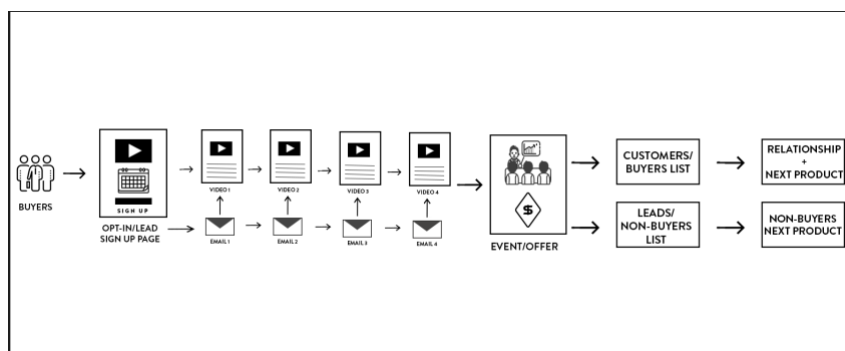 BUYERS
SIGN UP
OPT-IN/LEAD
SIGN UP PAGE
VIDEO 1
VIDEO 2
VIDEO 3
VIDEO 4
EMAIL 1
EMAIL 2
EMAIL 3
EMAIL 4
$
EVENT/OFFER
CUSTOMERS/
BUYERS LIST
RELATIONSHIP
+
NEXT PRODUCT
LEADS/
NON-BUYERS
LIST
NON-BUYERS
NEXT PRODUCT